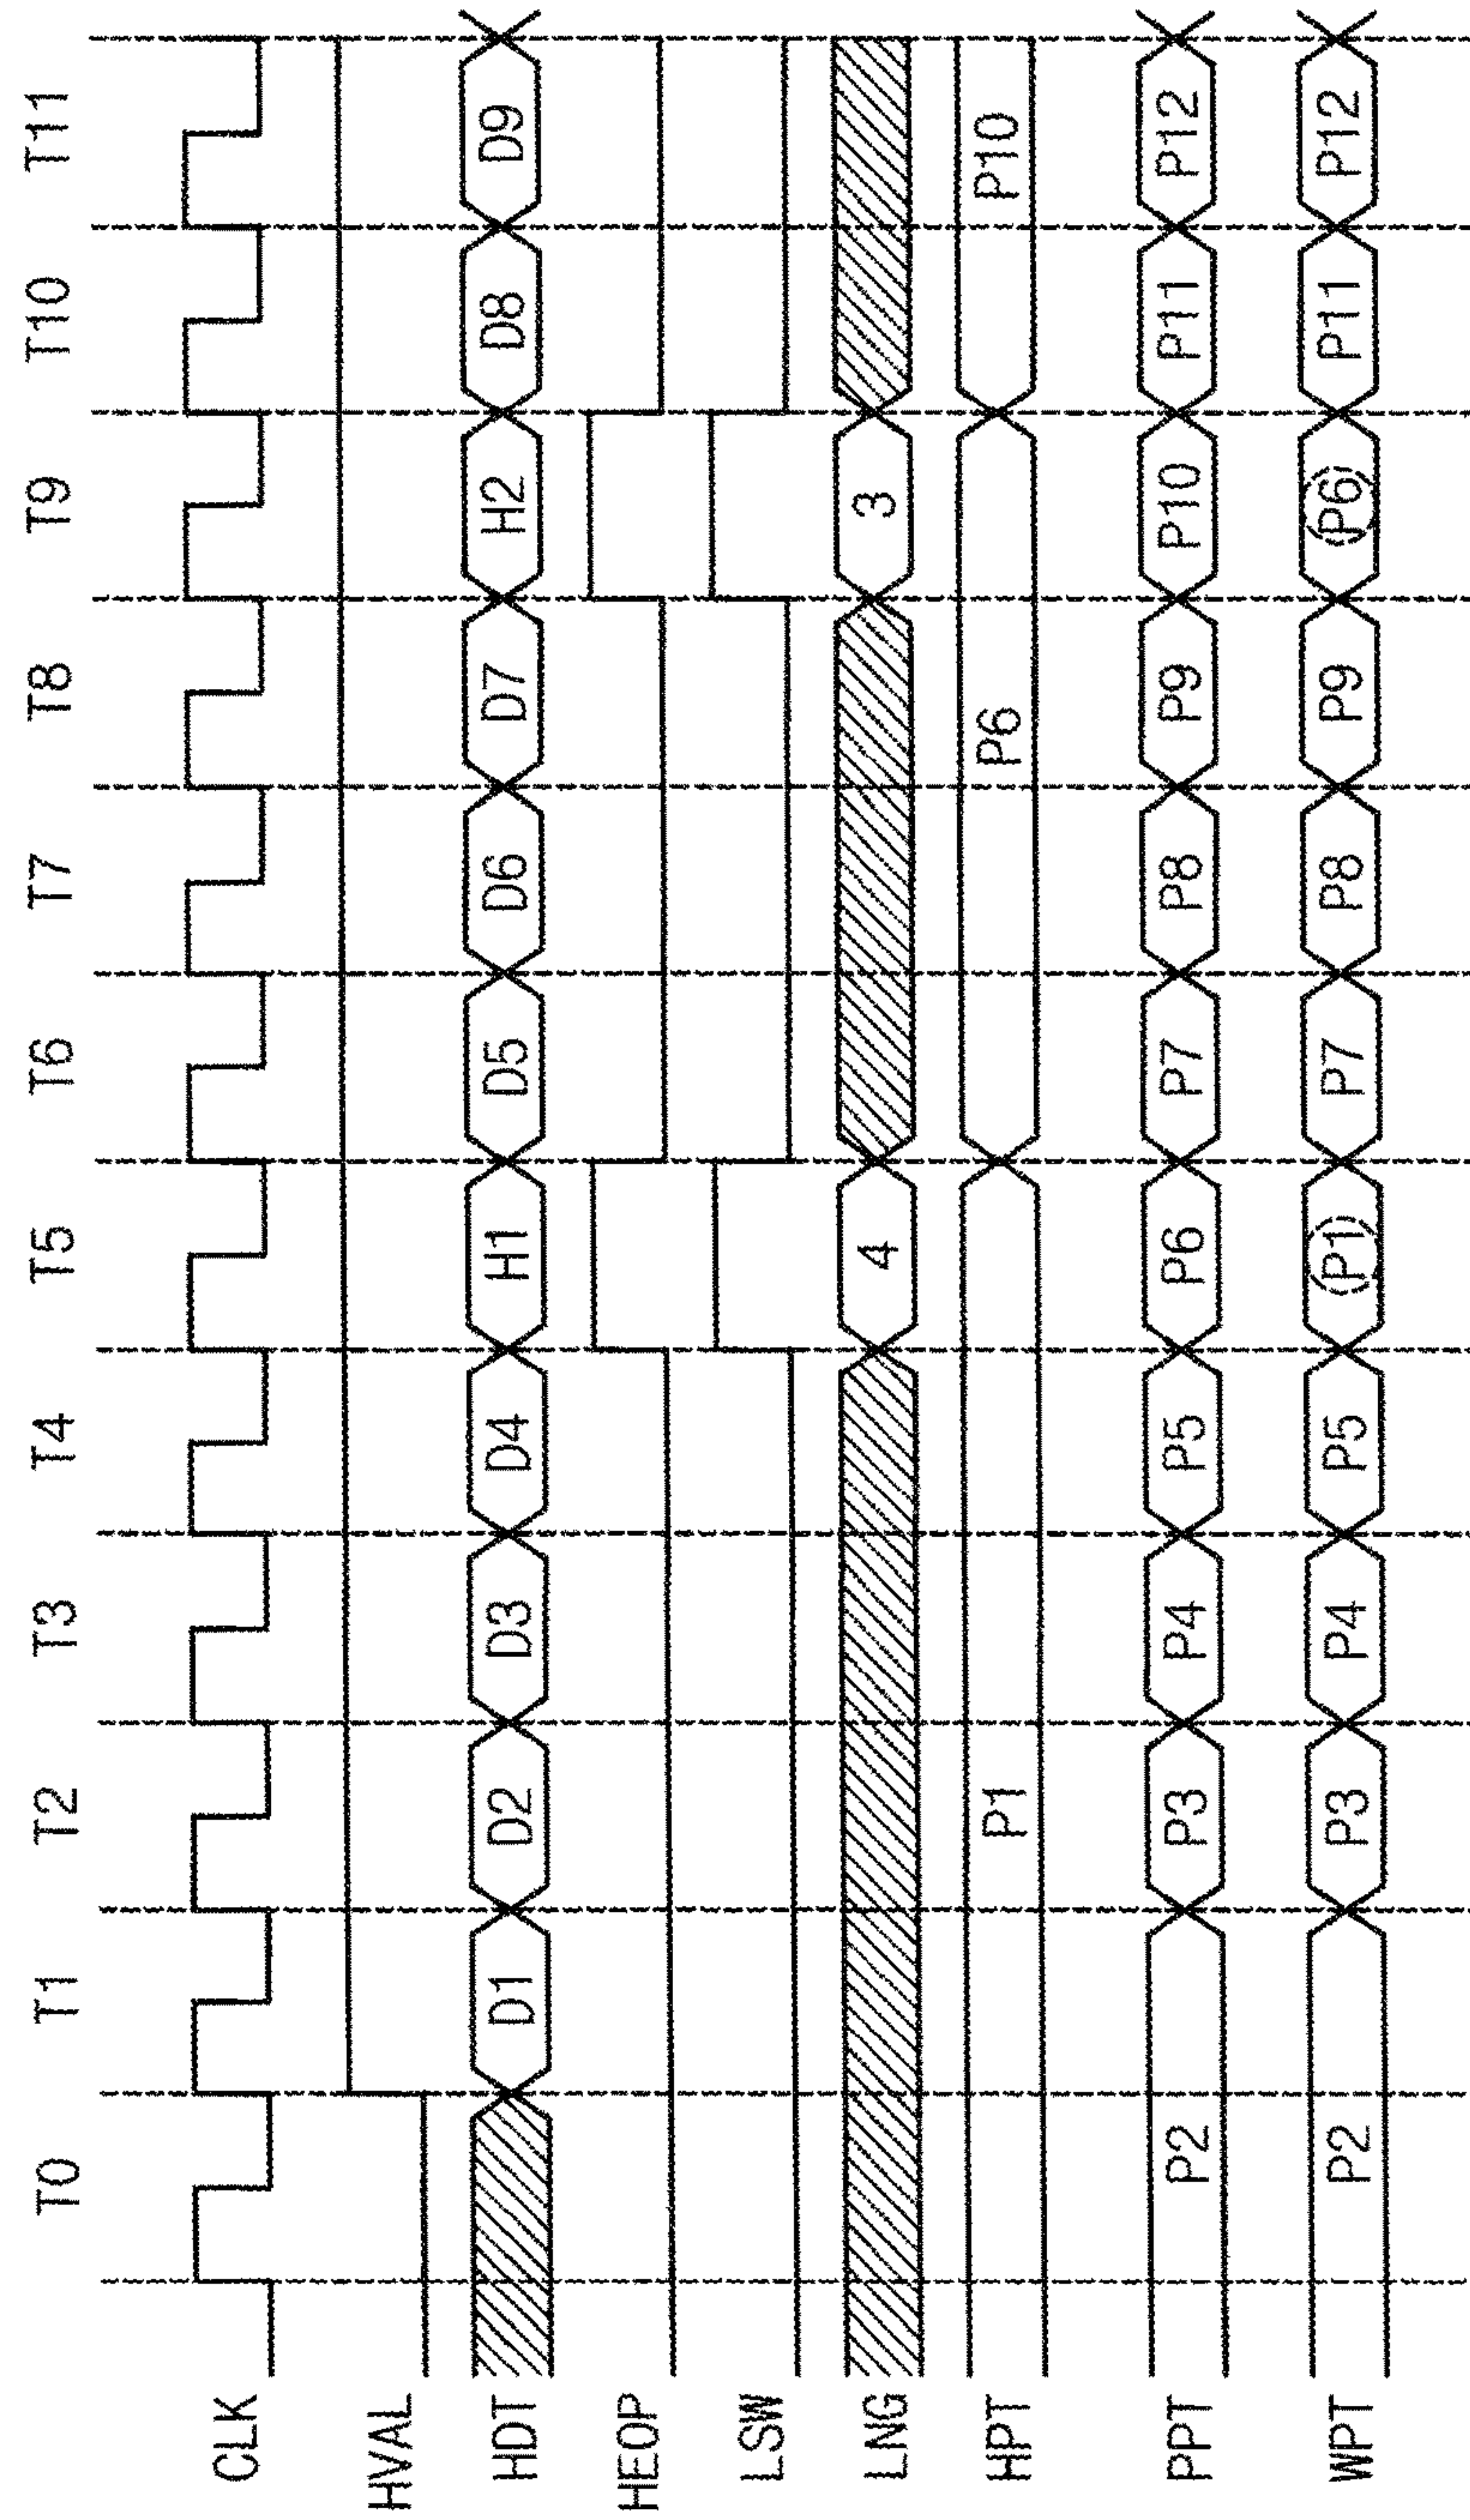 T0 T1 T2 T3 T4 T5 T6 T7 T8 T9 T10 T11
CLK
HVAL
HDT D1 D2 D3 D4 H1 D5 D6 D7 H2 D8 D9
HEOP
LSW
LNG 4 3
HPT P1 P6 P10
PPT P2 P3 P4 P5 P6 P7 P8 P9 P10 P11 P12
WPT P2 P3 P4 P5 (P1) P7 P8 P9 (P6) P11 P12